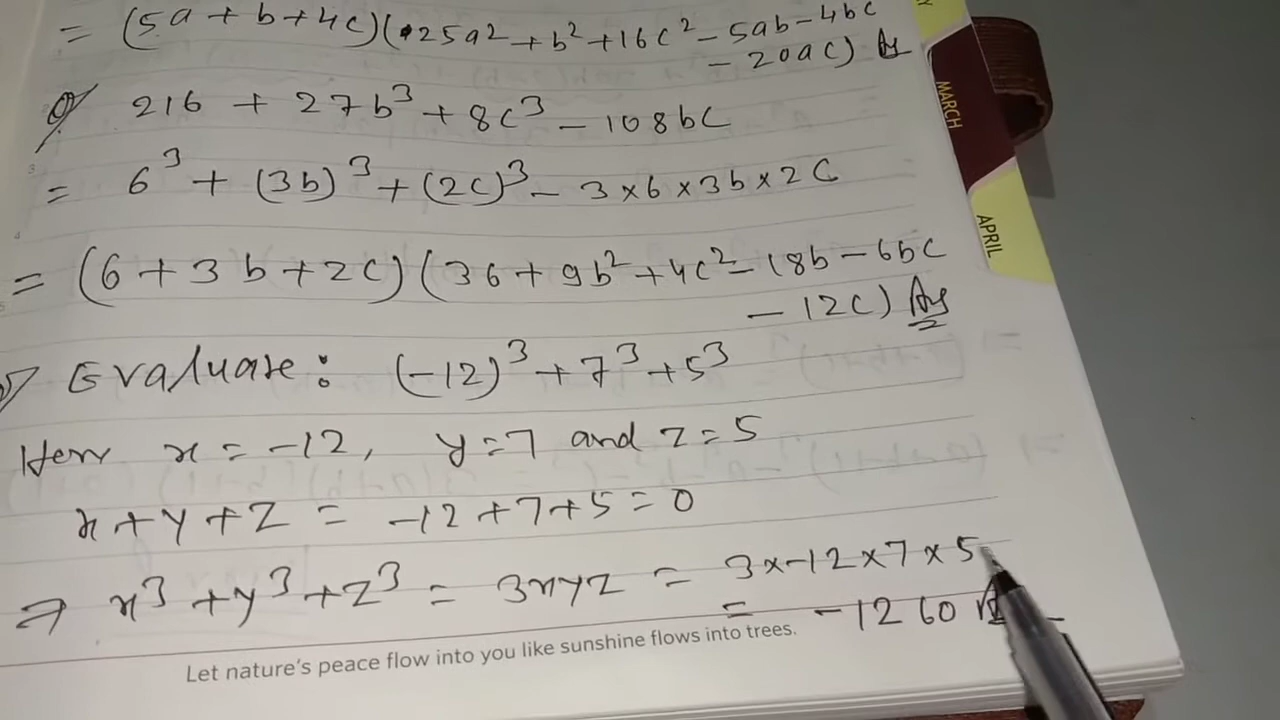 = (5a + b + 4c)(25a² + b² + 16c² - 5ab - 4bc
- 20ac) Ans
Q/ 216 + 27b³ + 8c³ - 108bc
= 6³ + (3b)³ + (2c)³ - 3×6×3b×2c
= (6 + 3b + 2c)(36 + 9b² + 4c² - 18b - 6bc
- 12c) Ans
Evaluate : (-12)³ + 7³ + 5³
Here x = -12, y = 7 and z = 5
x + y + z = -12 + 7 + 5 = 0
⇒ x³ + y³ + z³ = 3xyz = 3×-12×7×5
= -1260
Let nature's peace flow into you like sunshine flows into trees.
MARCH
APRIL